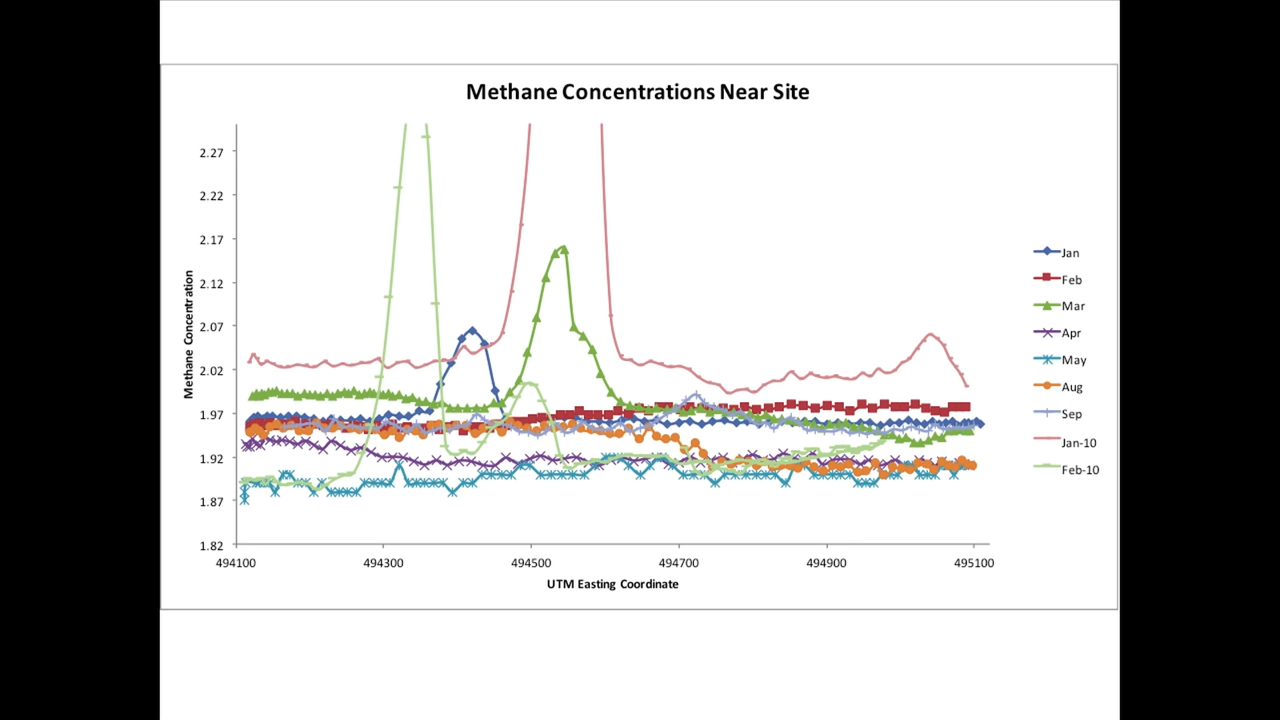 Methane Concentrations Near Site
Methane Concentration
2.27
2.22
2.17
2.12
2.07
2.02
1.97
1.92
1.87
1.82
494100 494300 494500 494700 494900 495100
UTM Easting Coordinate
Jan
Feb
Mar
Apr
May
Aug
Sep
Jan-10
Feb-10